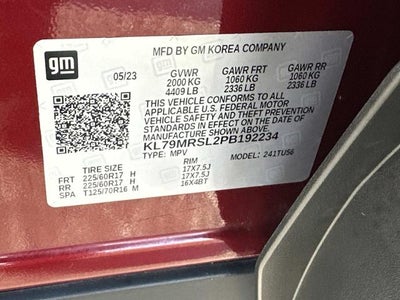 gm
MFD BY GM KOREA COMPANY
05/23 GVWR GAWR FRT GAWR RR
2000 KG 1060 KG 1060 KG
4409 LB 2336 LB 2336 LB
THIS VEHICLE CONFORMS TO ALL
APPLICABLE U.S. FEDERAL MOTOR
VEHICLE SAFETY AND THEFT PREVENTION
STANDARDS IN EFFECT ON THE DATE OF
MANUFACTURE SHOWN ABOVE.
KL79MRSL2PB192234
TYPE: MPV MODEL: 241TU56
TIRE SIZE RIM
FRT 225/60R17 H 17X7.5J
RR 225/60R17 H 17X7.5J
SPA T125/70R16 M 16X4BT